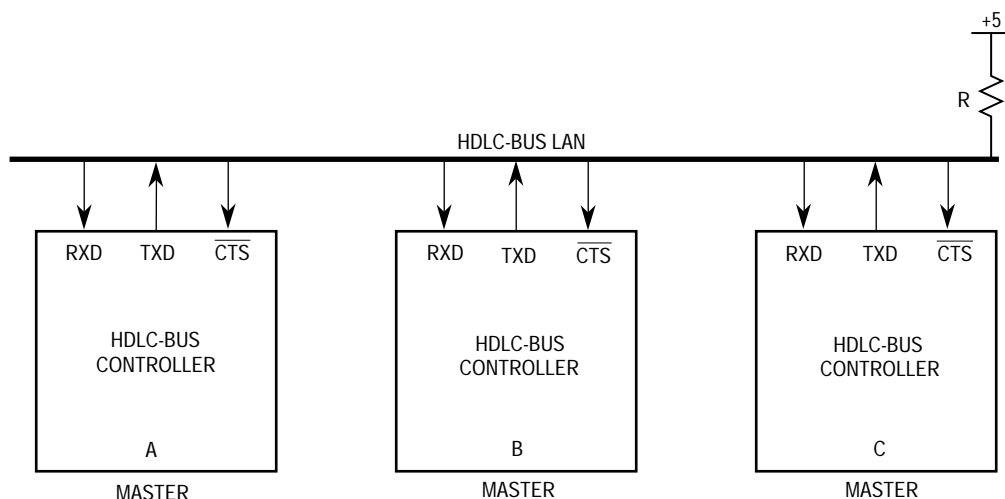 +5
R
HDLC-BUS LAN
RXD TXD CTS
RXD TXD CTS
RXD TXD CTS
HDLC-BUS
CONTROLLER
HDLC-BUS
CONTROLLER
HDLC-BUS
CONTROLLER
A
B
C
MASTER
MASTER
MASTER